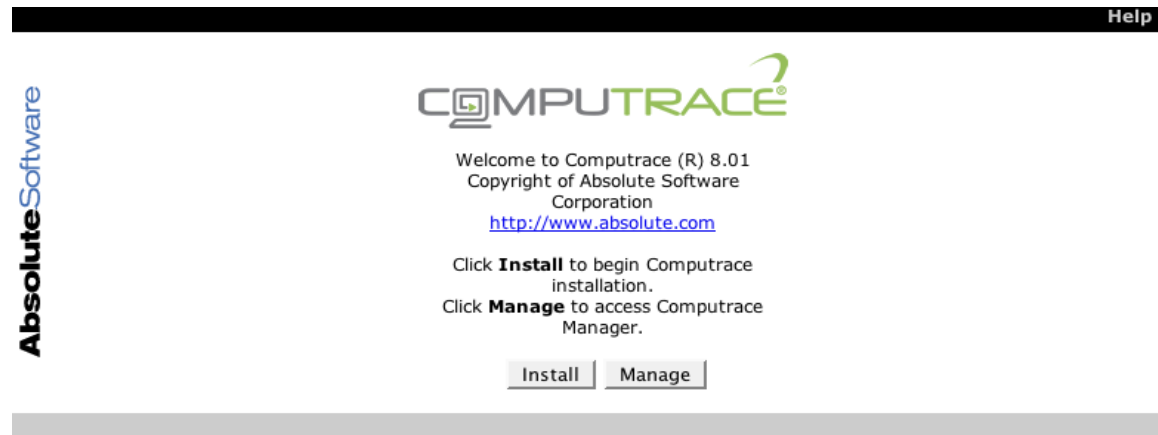 Help
AbsoluteSoftware
COMPUTRACE®
Welcome to Computrace (R) 8.01
Copyright of Absolute Software
Corporation
http://www.absolute.com
Click Install to begin Computrace
installation.
Click Manage to access Computrace
Manager.
Install
Manage